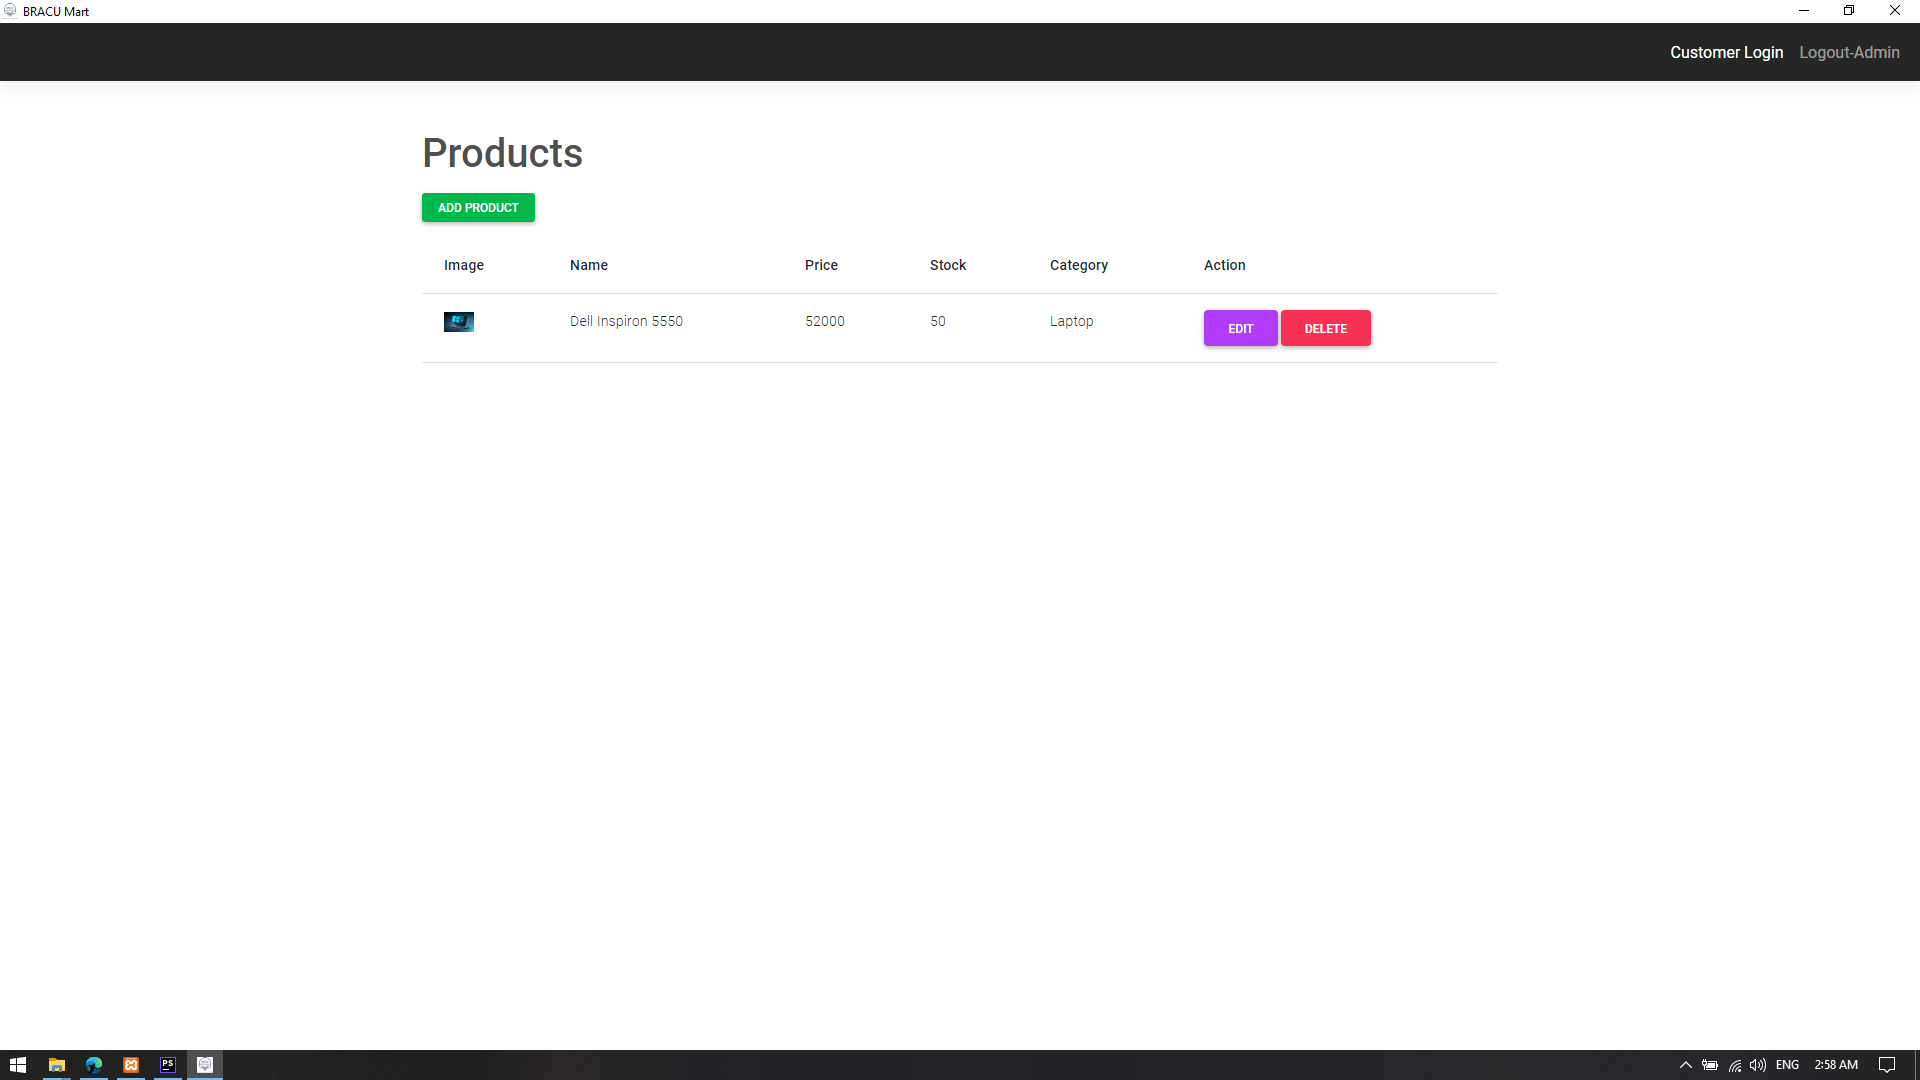 BRACU Mart
Customer Login Logout-Admin
Products
ADD PRODUCT
Image Name Price Stock Category Action
Dell Inspiron 5550 52000 50 Laptop EDIT DELETE
PS ENG 2:58 AM